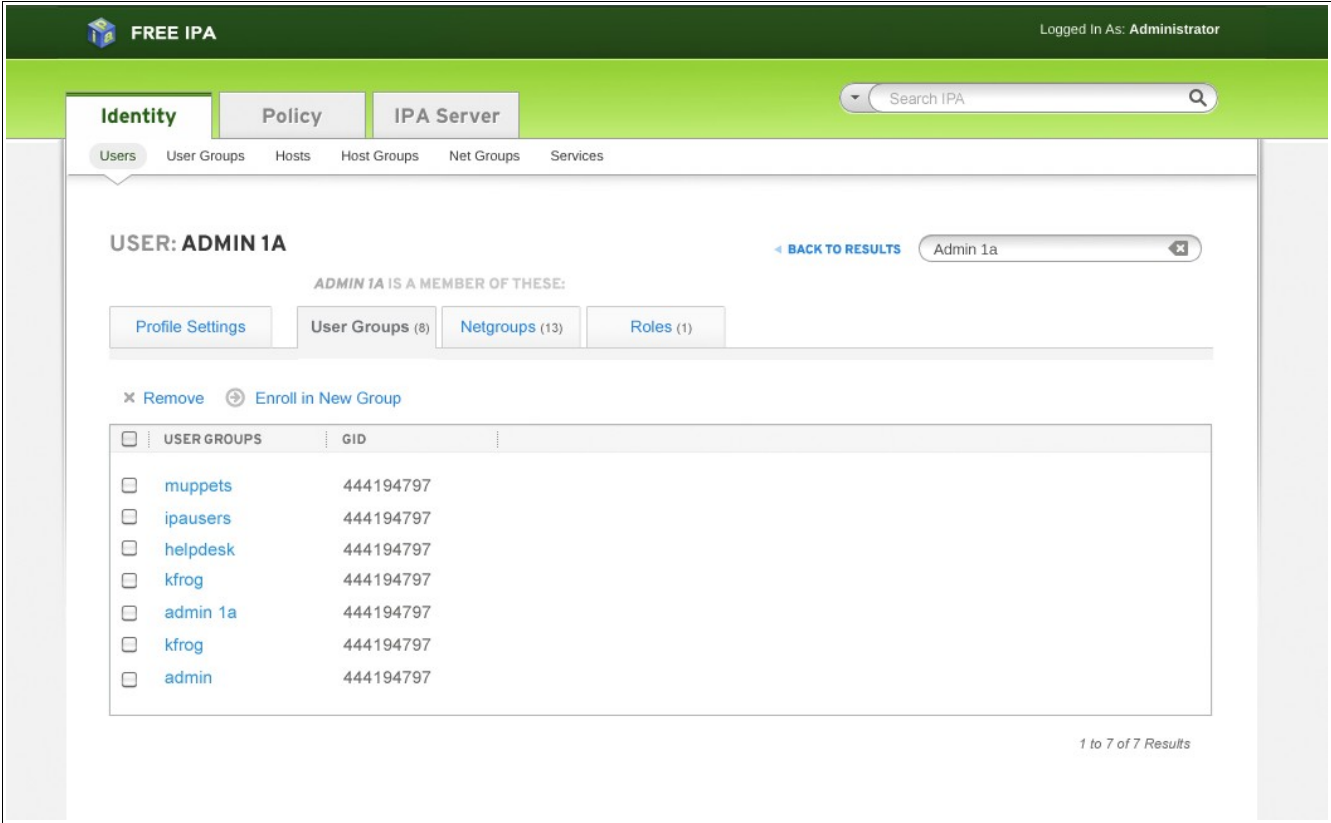 FREE IPA
Logged In As: Administrator
Identity Policy IPA Server
Search IPA
Users User Groups Hosts Host Groups Net Groups Services
USER: ADMIN 1A
BACK TO RESULTS
Admin 1a
ADMIN 1A IS A MEMBER OF THESE:
Profile Settings User Groups (8) Netgroups (13) Roles (1)
Remove Enroll in New Group
USER GROUPS GID
muppets 444194797
ipausers 444194797
helpdesk 444194797
kfrog 444194797
admin 1a 444194797
kfrog 444194797
admin 444194797
1 to 7 of 7 Results